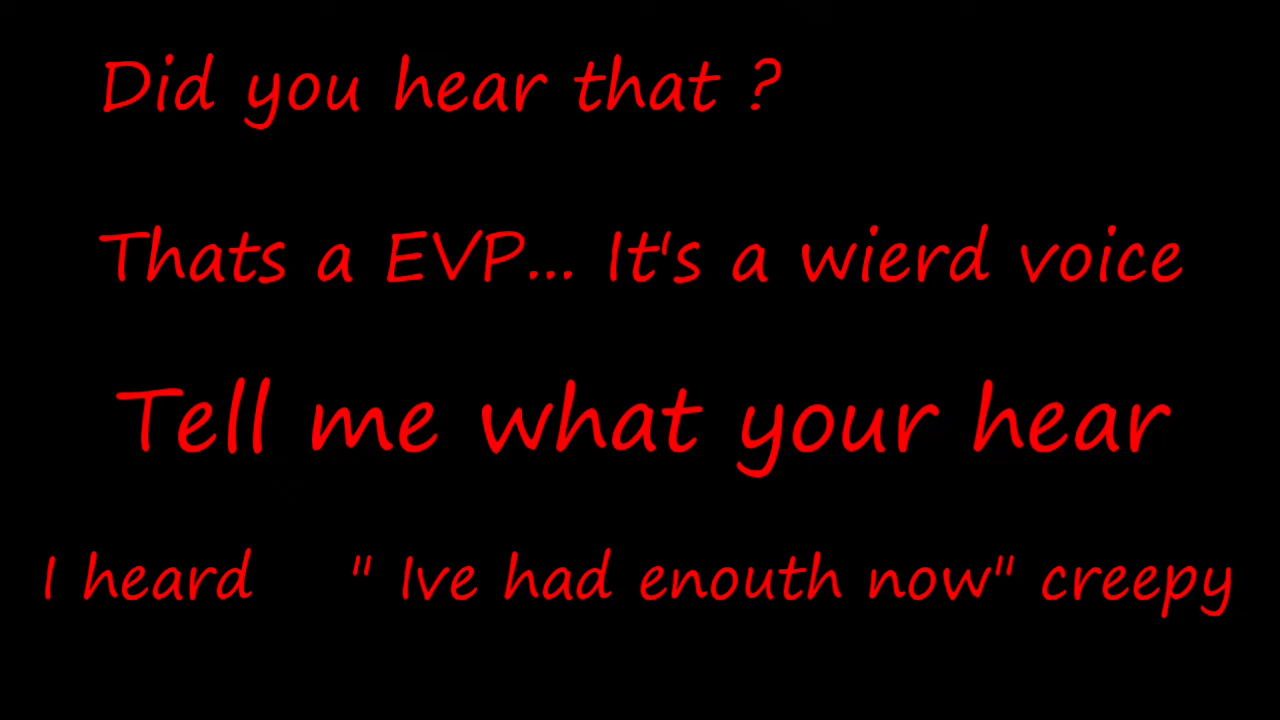 Did you hear that ?
Thats a EVP... It's a wierd voice
Tell me what your hear
I heard " Ive had enouth now" creepy